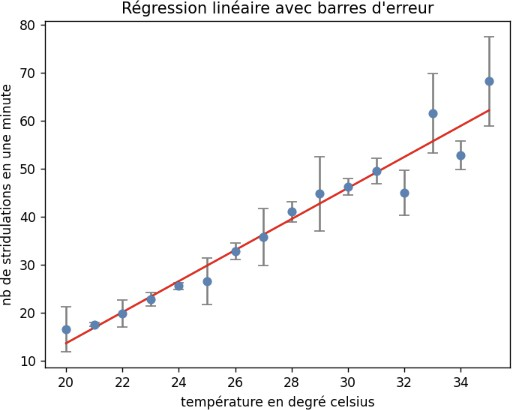 Régression linéaire avec barres d'erreur
nb de stridulations en une minute
80
70
60
50
40
30
20
10
20 22 24 26 28 30 32 34
température en degré celsius